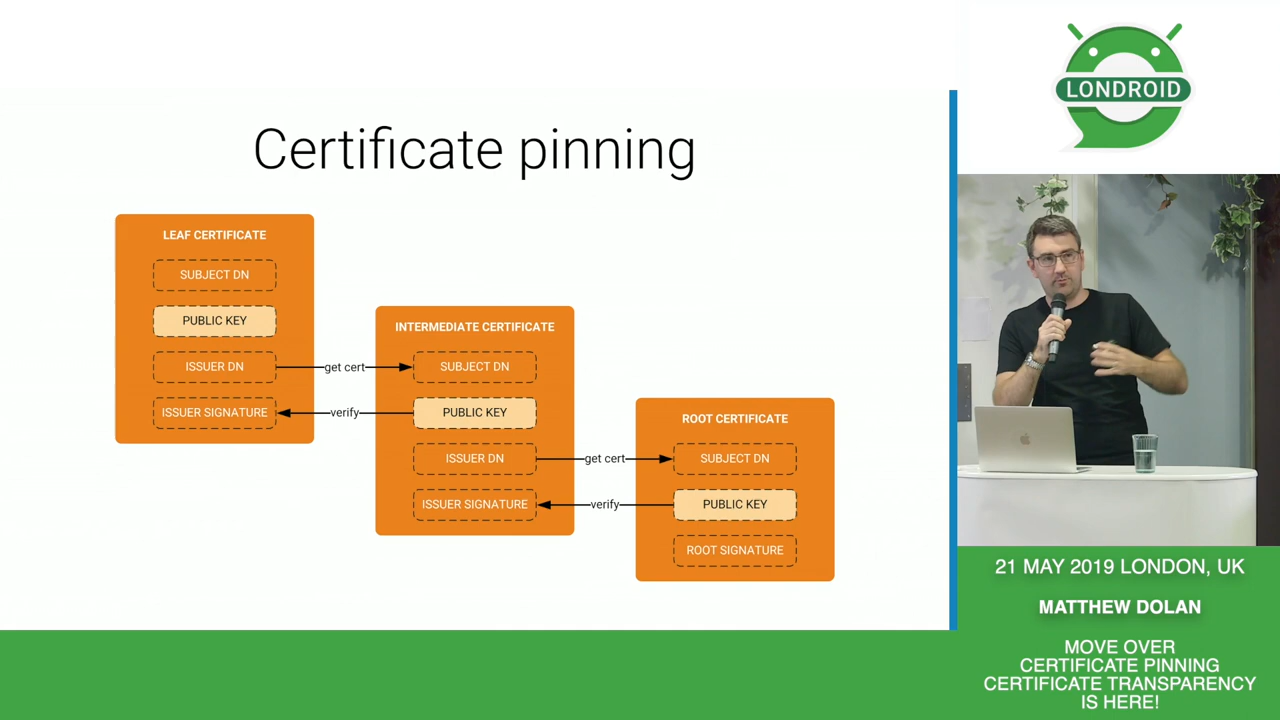 Certificate pinning
LEAF CERTIFICATE
SUBJECT DN
PUBLIC KEY
ISSUER DN
ISSUER SIGNATURE
get cert
verify
INTERMEDIATE CERTIFICATE
SUBJECT DN
PUBLIC KEY
ISSUER DN
ISSUER SIGNATURE
get cert
verify
ROOT CERTIFICATE
SUBJECT DN
PUBLIC KEY
ROOT SIGNATURE
LONDROID
21 MAY 2019 LONDON, UK
MATTHEW DOLAN
MOVE OVER
CERTIFICATE PINNING
CERTIFICATE TRANSPARENCY
IS HERE!